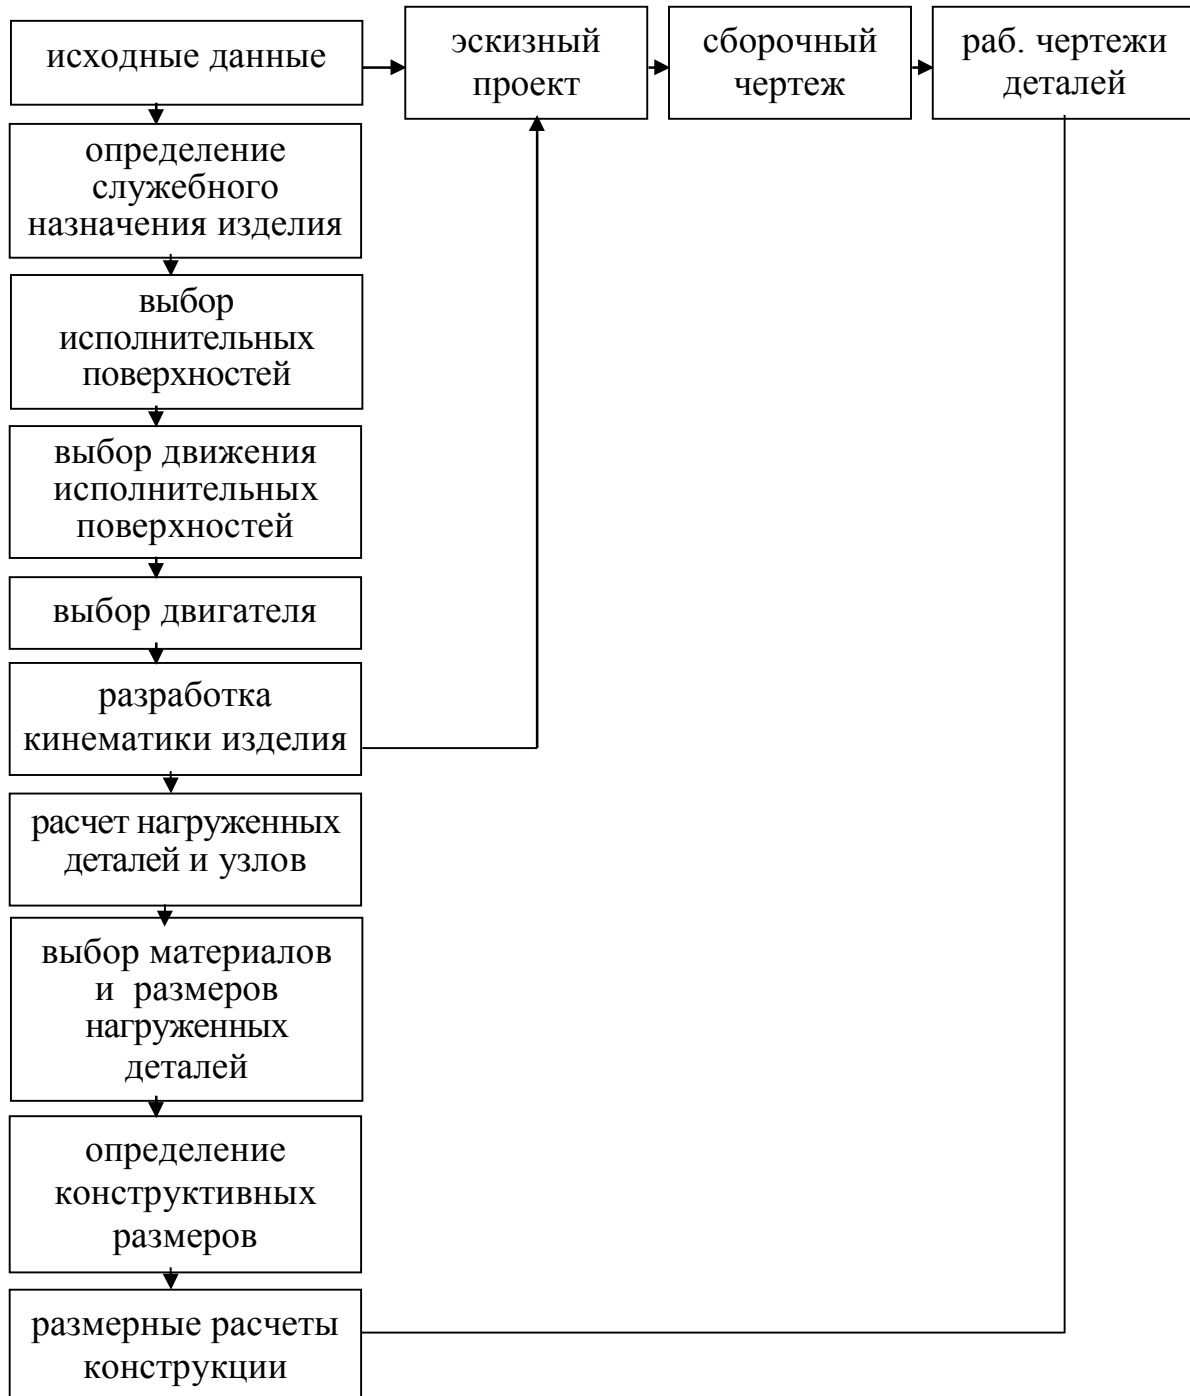 исходные данные
эскизный
проект
сборочный
чертеж
раб. чертежи
деталей
определение
служебного
назначения изделия
выбор
исполнительных
поверхностей
выбор движения
исполнительных
поверхностей
выбор двигателя
разработка
кинематики изделия
расчет нагруженных
деталей и узлов
выбор материалов
и размеров
нагруженных
деталей
определение
конструктивных
размеров
размерные расчеты
конструкции